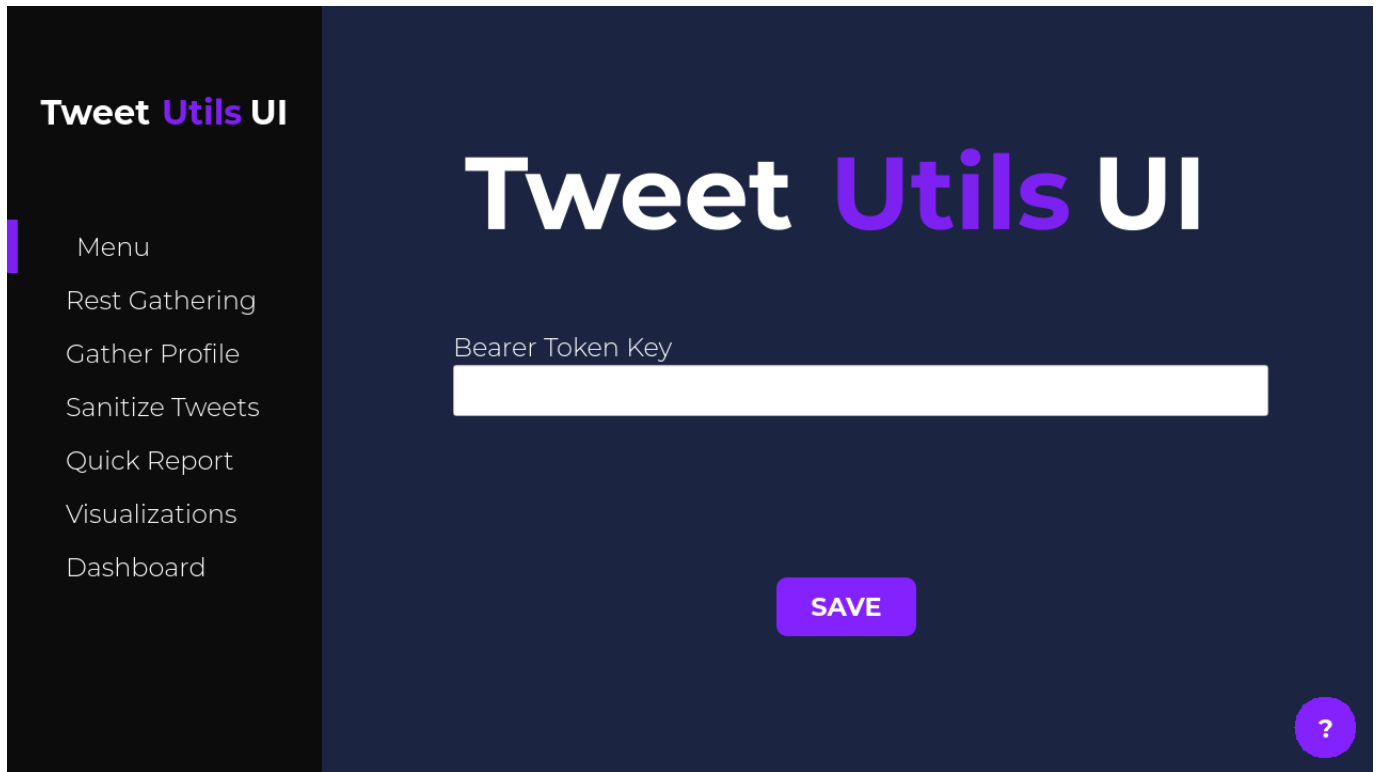 Tweet Utils UI
Menu
Rest Gathering
Gather Profile
Sanitize Tweets
Quick Report
Visualizations
Dashboard
Tweet Utils UI
Bearer Token Key
SAVE
?